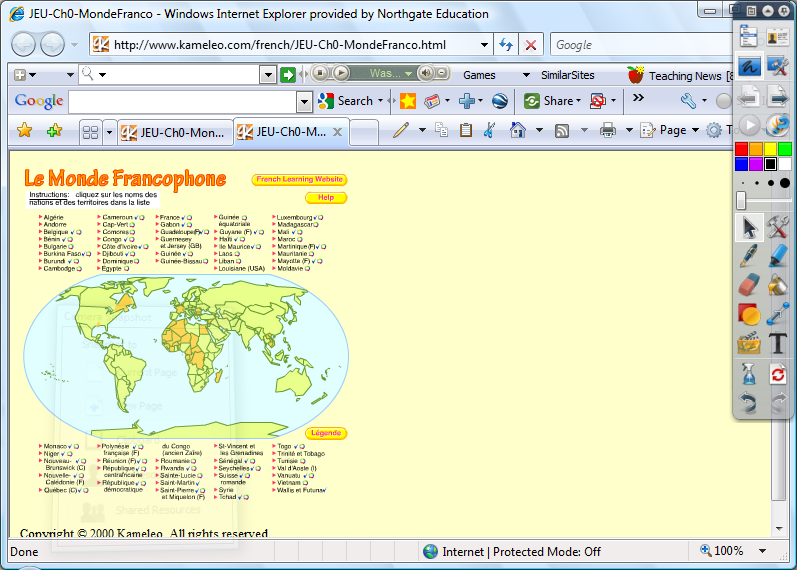 JEU-Ch0-MondeFranco - Windows Internet Explorer provided by Northgate Education
http://www.kameleo.com/french/JEU-Ch0-MondeFranco.html
Google
Was...
Games
SimilarSites
Teaching News [8
Google
Search
Share
»
JEU-Ch0-Mon...
JEU-Ch0-M...
Page
T
Le Monde Francophone
French Learning Website
Instructions: cliquez sur les noms des
nations et des territoires dans la liste
Help
Algérie
Andorre
Belgique
Bénin
Bulgarie
Burkina Faso
Burundi
Cambodge
Cameroun
Cap-Vert
Comores
Congo
Côte d'Ivoire
Djibouti
Dominique
Egypte
France
Gabon
Guadeloupe(F)
Guernesey
et Jersey (GB)
Guinée
Guinée-Bissau
Guinée
équatoriale
Guyane (F)
Haïti
Ile Maurice
Laos
Liban
Louisiane (USA)
Luxembourg
Madagascar
Mali
Maroc
Martinique(F)
Mauritanie
Mayotte (F)
Moldavie
Légende
Monaco
Niger
Nouveau-
Brunswick (C)
Nouvelle-
Calédonie (F)
Québec (C)
Polynésie
française (F)
Réunion (F)
République
centrafricaine
République
démocratique
du Congo
(ancien Zaïre)
Roumanie
Rwanda
Sainte-Lucie
Saint-Martin
Saint-Pierre
et Miquelon (F)
St-Vincent et
les Grenadines
Sénégal
Seychelles
Suisse
romande
Syrie
Tchad
Togo
Trinité et Tobago
Tunisie
Val d'Aoste (I)
Vanuatu
Vietnam
Wallis et Futuna
Shared Resources
Copyright © 2000 Kameleo. All rights reserved
Done
Internet | Protected Mode: Off
100%